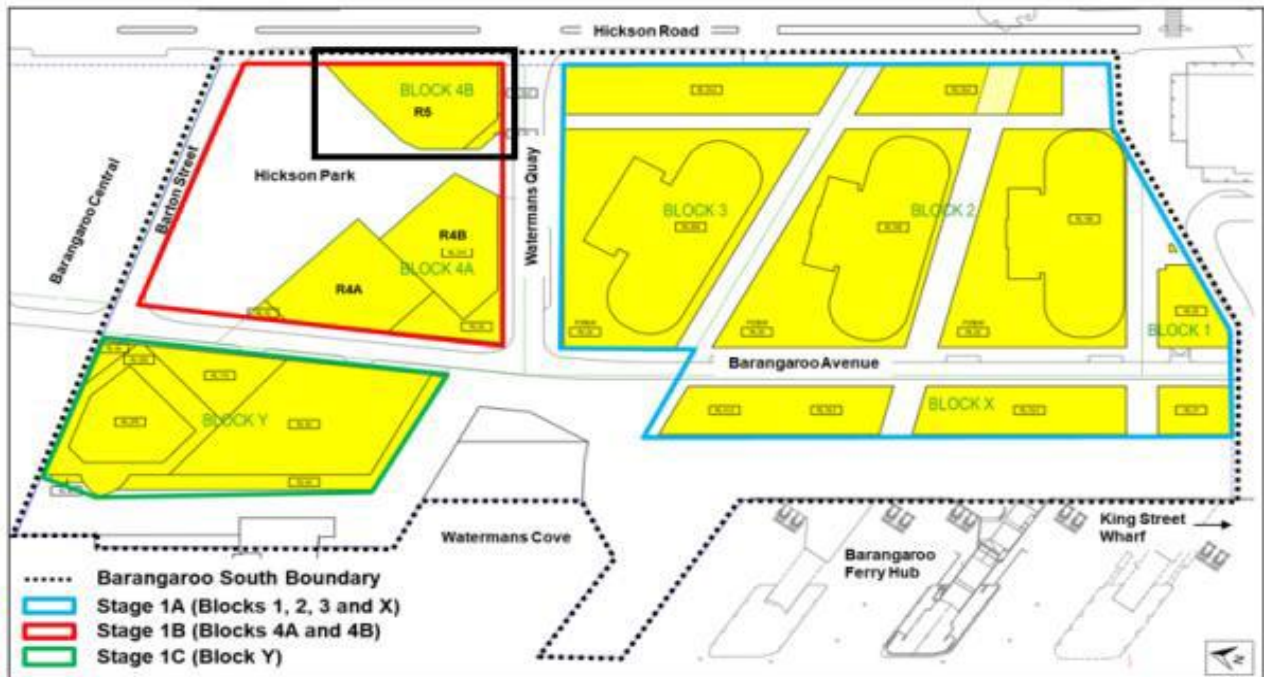 Hickson Road
BLOCK 4B
R5
Hickson Park
Barton Street
Barangaroo Central
Watermans Quay
BLOCK 3
BLOCK 2
R4B
BLOCK 4A
R4A
BLOCK 1
Barangaroo Avenue
BLOCK X
BLOCK Y
Watermans Cove
Barangaroo
Ferry Hub
King Street
Wharf
Barangaroo South Boundary
Stage 1A (Blocks 1, 2, 3 and X)
Stage 1B (Blocks 4A and 4B)
Stage 1C (Block Y)
N